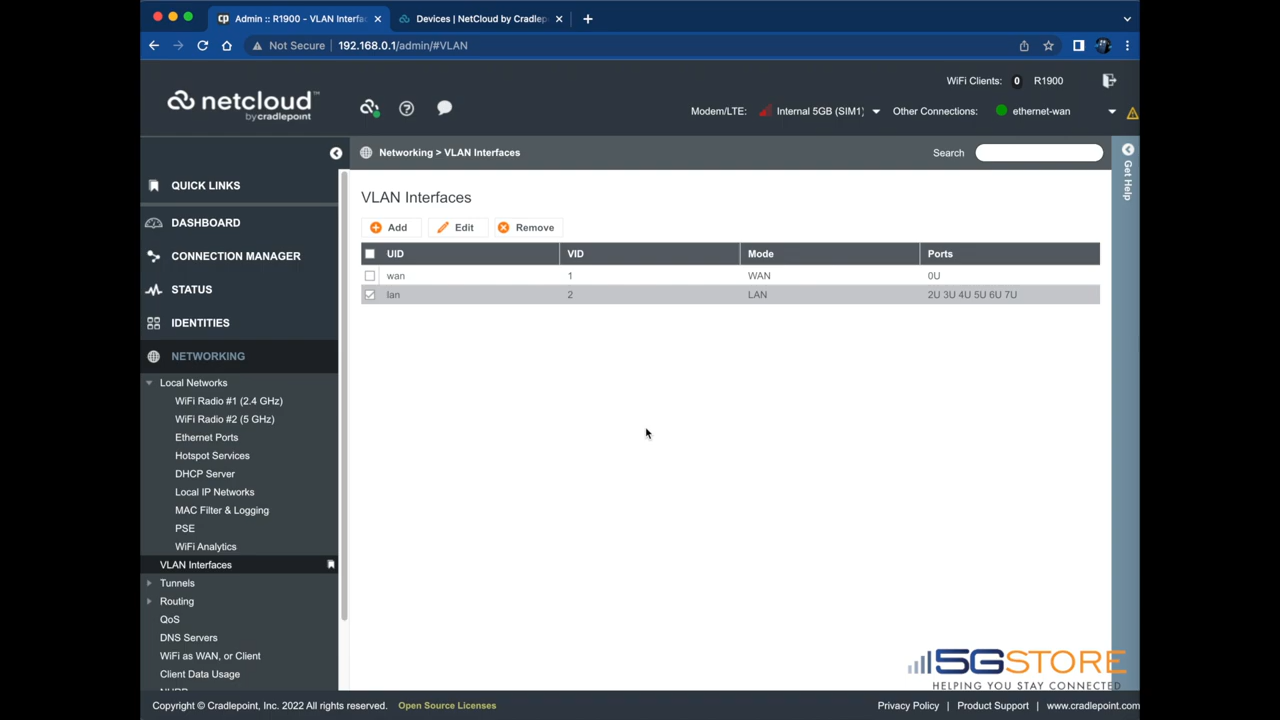 Admin :: R1900 - VLAN Interfa
Devices | NetCloud by Cradlep
Not Secure | 192.168.0.1/admin/#VLAN
WiFi Clients: 0 R1900
netcloud™
by cradlepoint
Modem/LTE: Internal 5GB (SIM1) Other Connections: ethernet-wan
Networking > VLAN Interfaces
Search
Get Help
QUICK LINKS
DASHBOARD
CONNECTION MANAGER
STATUS
IDENTITIES
NETWORKING
Local Networks
WiFi Radio #1 (2.4 GHz)
WiFi Radio #2 (5 GHz)
Ethernet Ports
Hotspot Services
DHCP Server
Local IP Networks
MAC Filter & Logging
PSE
WiFi Analytics
VLAN Interfaces
Tunnels
Routing
QoS
DNS Servers
WiFi as WAN, or Client
Client Data Usage
VLAN Interfaces
Add Edit Remove
UID VID Mode Ports
wan 1 WAN 0U
lan 2 LAN 2U 3U 4U 5U 6U 7U
5GSTORE
HELPING YOU STAY CONNECTED
Copyright © Cradlepoint, Inc. 2022 All rights reserved. Open Source Licenses
Privacy Policy | Product Support | www.cradlepoint.com